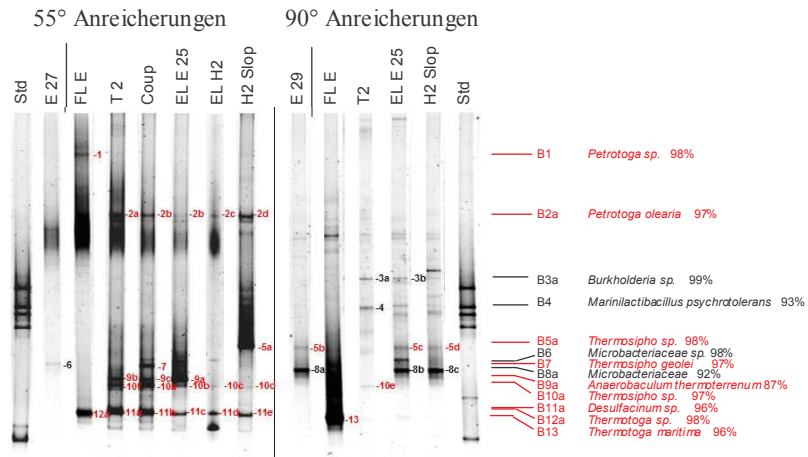 55° Anreicherungen
90° Anreicherungen
Std
E 27
FL E
T 2
Coup
EL E 25
EL H2
H2 Slop
E 29
FL E
T2
EL E 25
H2 Slop
Std
-1
-2a
-2b
-2b
-2c
-2d
-3a
-3b
-4
-5a
-5b
-5c
-5d
-6
-7
-8a
-8b
-8c
-9b
-9c
-9a
-10b
-10a
-10b
-10c
-10d
-10e
12a
-11a
-11b
-11c
-11d
-11e
-13
B1 Petrotoga sp. 98%
B2a Petrotoga olearia 97%
B3a Burkholderia sp. 99%
B4 Marinilactibacillus psychrotolerans 93%
B5a Thermosipho sp. 98%
B6 Microbacteriaceae sp. 98%
B7 Thermosipho geolei 97%
B8a Microbacteriaceae 92%
B9a Anaerobaculum thermoterrenum 87%
B10a Thermosipho sp. 97%
B11a Desulfacinum sp. 96%
B12a Thermotoga sp. 98%
B13 Thermotoga maritima 96%